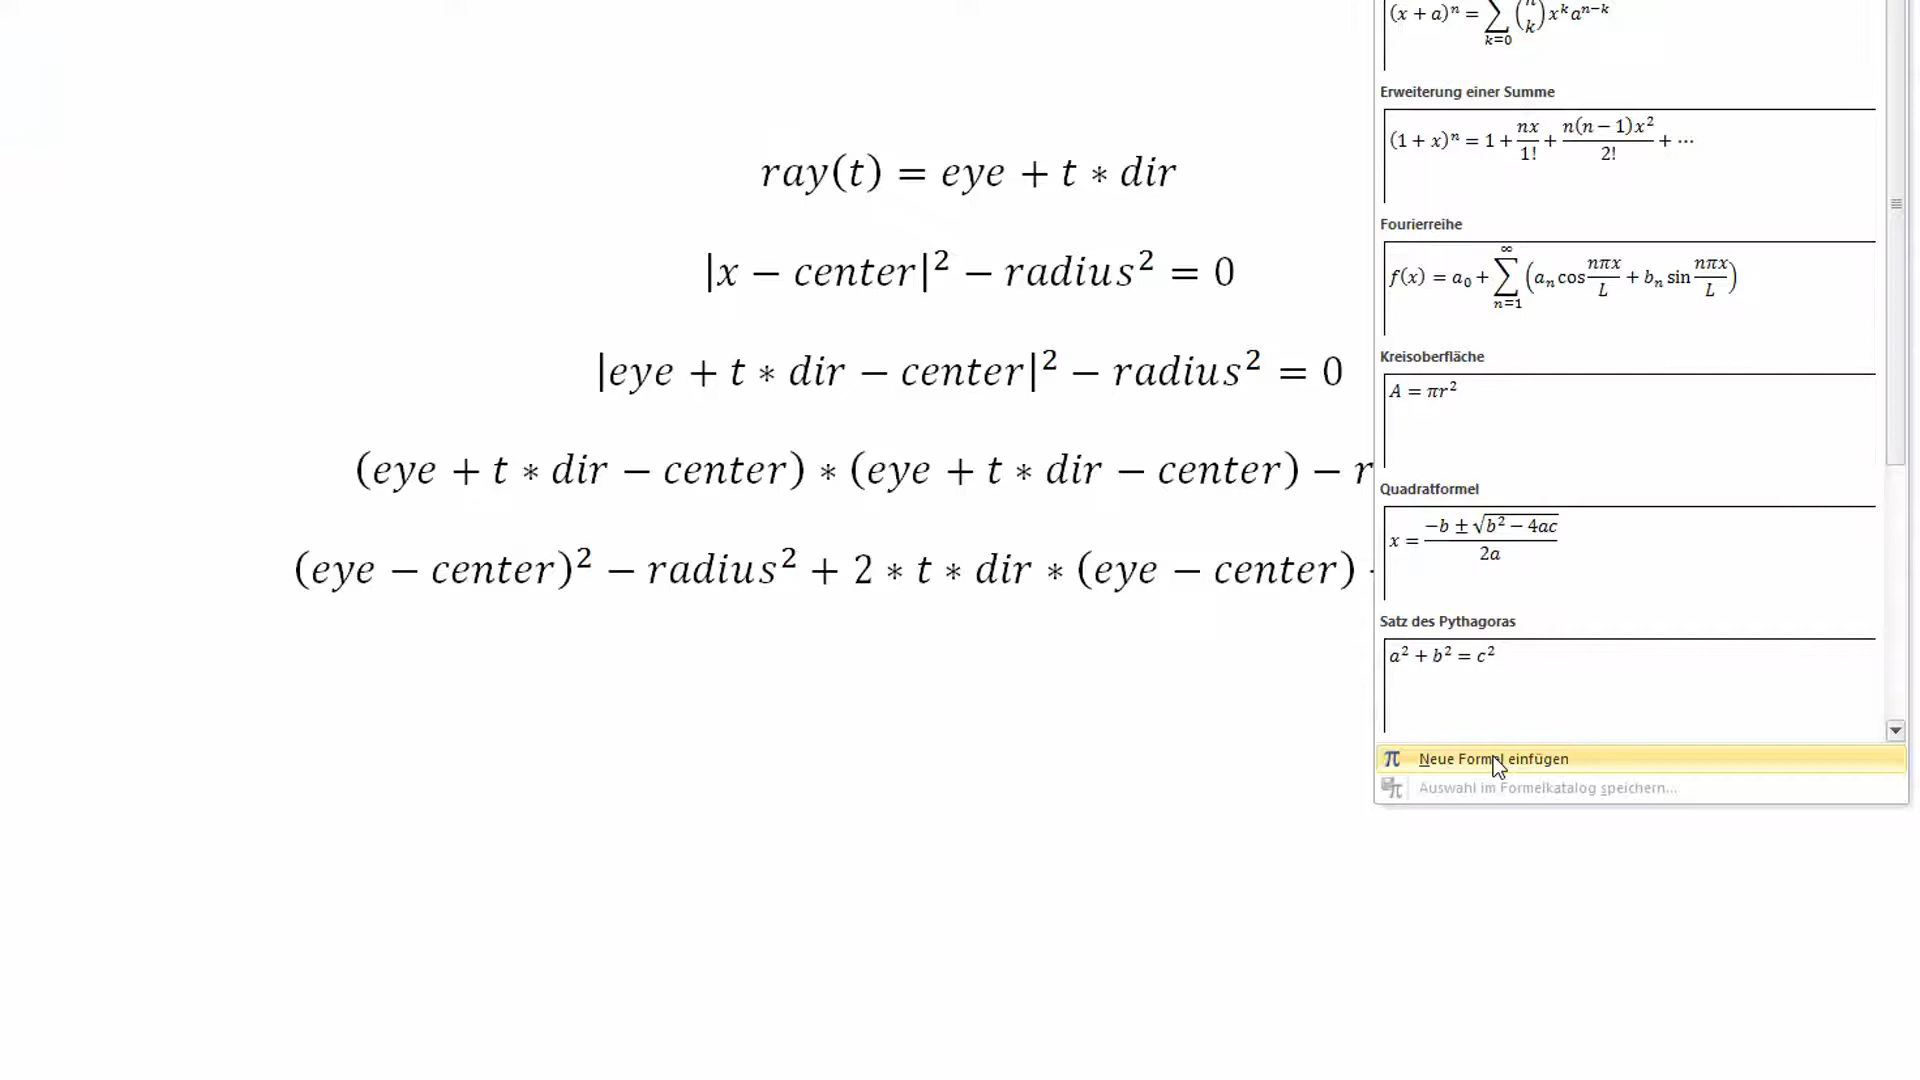 ray(t) = eye + t ∗ dir
|x − center|² − radius² = 0
|eye + t ∗ dir − center|² − radius² = 0
(eye + t ∗ dir − center) ∗ (eye + t ∗ dir − center) − r
(eye − center)² − radius² + 2 ∗ t ∗ dir ∗ (eye − center)
(x + a)ⁿ = ∑ k=0 (n k) xᵏaⁿ⁻ᵏ
Erweiterung einer Summe
(1 + x)ⁿ = 1 + nx/1! + n(n − 1)x²/2! + ⋯
Fourierreihe
f(x) = a₀ + ∑ n=1 ∞ (aₙ cos nπx/L + bₙ sin nπx/L)
Kreisoberfläche
A = πr²
Quadratformel
x = −b ± √b² − 4ac / 2a
Satz des Pythagoras
a² + b² = c²
π Neue Formel einfügen
Auswahl im Formelkatalog speichern...